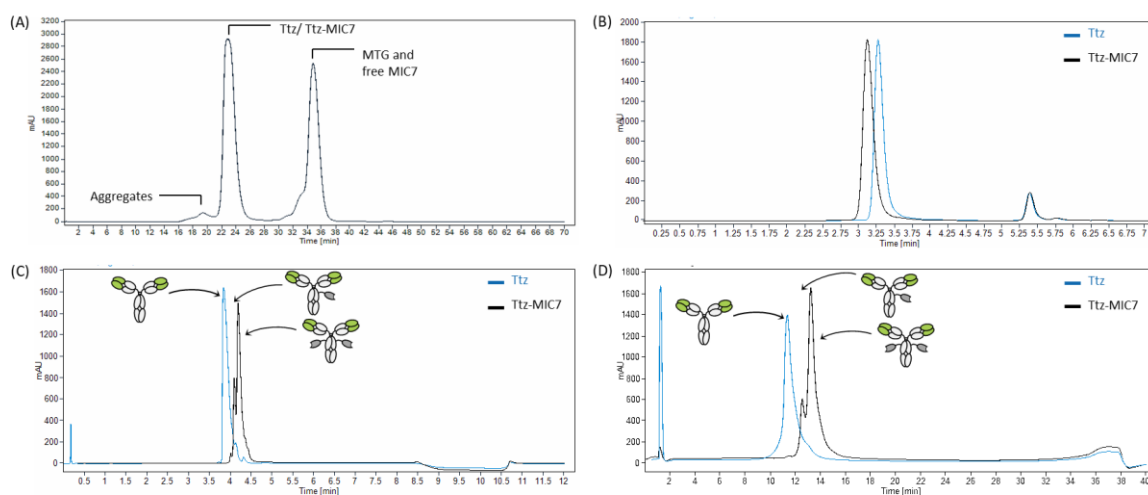 (A)
Ttz/ Ttz-MIC7
MTG and
free MIC7
Aggregates
mAU
3200
3000
2800
2600
2400
2200
2000
1800
1600
1400
1200
1000
800
600
400
200
0
2 4 6 8 10 12 14 16 18 20 22 24 26 28 30 32 34 36 38 40 42 44 46 48 50 52 54 56 58 60 62 64 66 68 70
Time [min]
(B)
Ttz
Ttz-MIC7
mAU
2000
1800
1600
1400
1200
1000
800
600
400
200
0
0.25 0.5 0.75 1 1.25 1.5 1.75 2 2.25 2.5 2.75 3 3.25 3.5 3.75 4 4.25 4.5 4.75 5 5.25 5.5 5.75 6 6.25 6.5 6.75 7
Time [min]
(C)
Ttz
Ttz-MIC7
mAU
1800
1600
1400
1200
1000
800
600
400
200
0
0.5 1 1.5 2 2.5 3 3.5 4 4.5 5 5.5 6 6.5 7 7.5 8 8.5 9 9.5 10 10.5 11 11.5 12
Time [min]
(D)
Ttz
Ttz-MIC7
mAU
1800
1600
1400
1200
1000
800
600
400
200
0
2 4 6 8 10 12 14 16 18 20 22 24 26 28 30 32 34 36 38 40
Time [min]